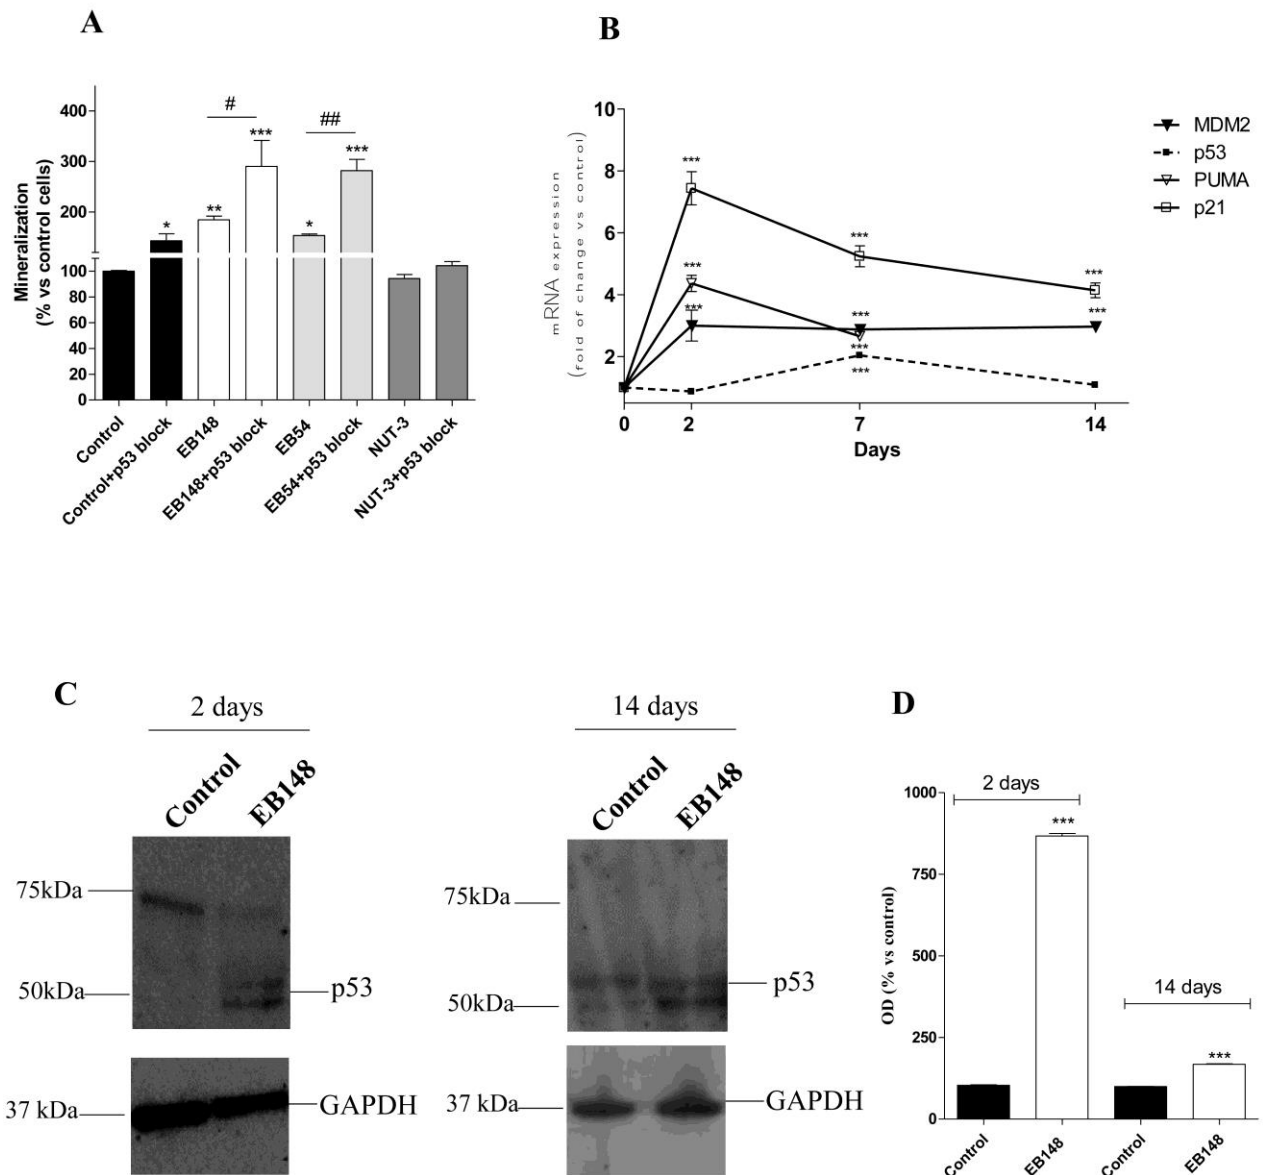 A
Mineralization
(% vs control cells)
400
300
200
100
80
60
40
20
0
*
**
#
***
*
##
***
Control
Control+p53 block
EB148
EB148+p53 block
EB54
EB54+p53 block
NUT-3
NUT-3+p53 block
B
mRNA expression
(fold of change vs control)
10
8
6
4
2
***
***
***
***
***
***
***
***
***
0 2 7 14
Days
MDM2
p53
PUMA
p21
C
2 days
Control
EB148
75kDa
50kDa
p53
37 kDa
GAPDH
14 days
Control
EB148
75kDa
50kDa
p53
37 kDa
GAPDH
D
OD (% vs control)
1000
750
500
250
0
2 days
***
14 days
***
Control
EB148
Control
EB148